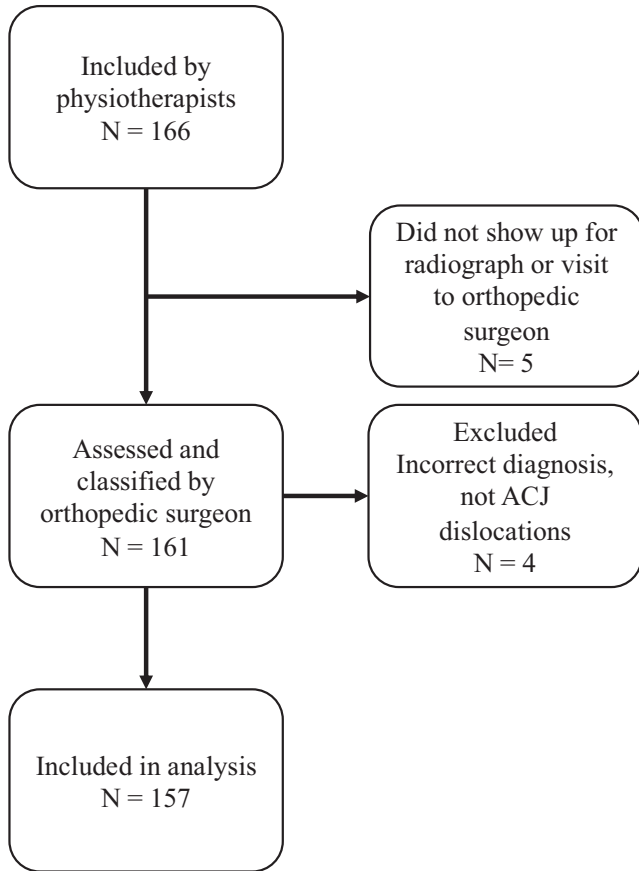 Included by
physiotherapists
N = 166
Did not show up for
radiograph or visit
to orthopedic
surgeon
N= 5
Assessed and
classified by
orthopedic surgeon
N = 161
Excluded
Incorrect diagnosis,
not ACJ
dislocations
N = 4
Included in analysis
N = 157